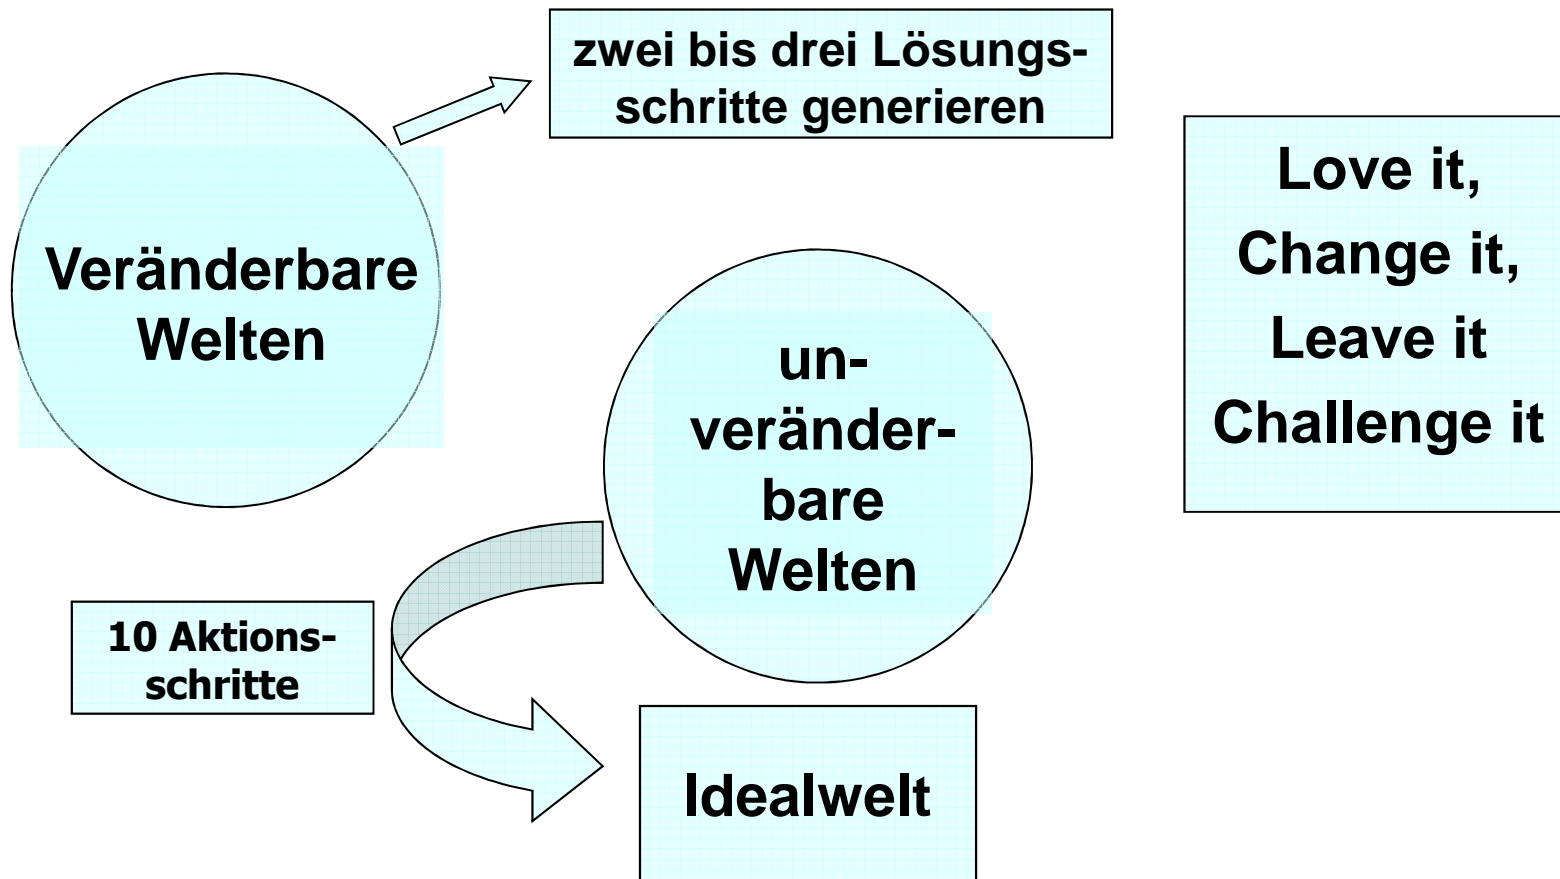 zwei bis drei Lösungs-
schritte generieren
Veränderbare
Welten
Love it,
Change it,
Leave it
Challenge it
un-
veränder-
bare
Welten
10 Aktions-
schritte
Idealwelt